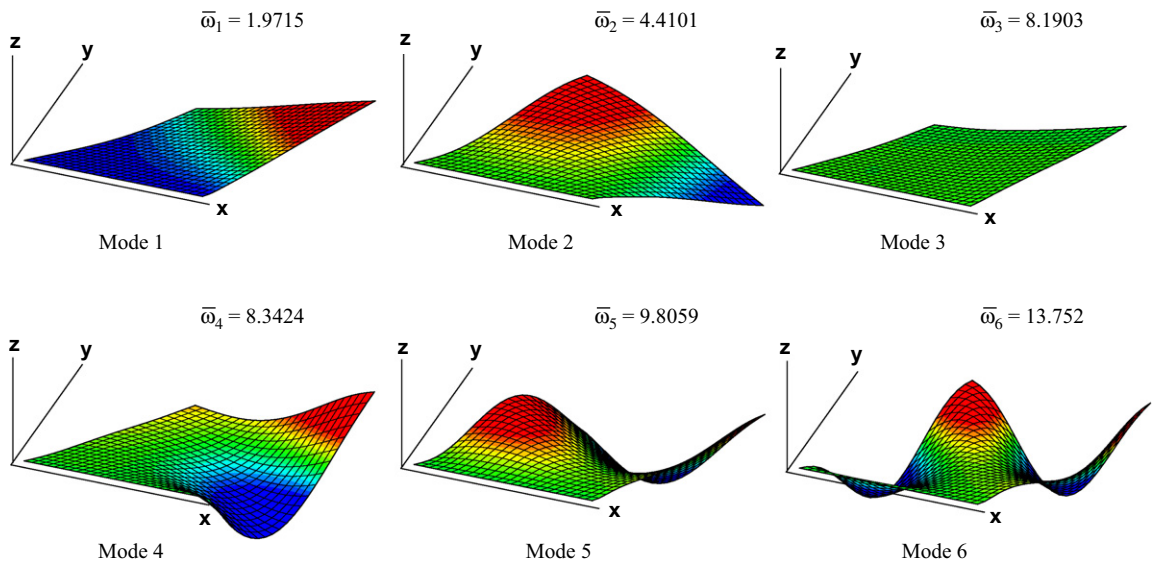 ω̅₁ = 1.9715
ω̅₂ = 4.4101
ω̅₃ = 8.1903
z
y
x
Mode 1
z
y
x
Mode 2
z
y
x
Mode 3
ω̅₄ = 8.3424
ω̅₅ = 9.8059
ω̅₆ = 13.752
z
y
x
Mode 4
z
y
x
Mode 5
z
y
x
Mode 6